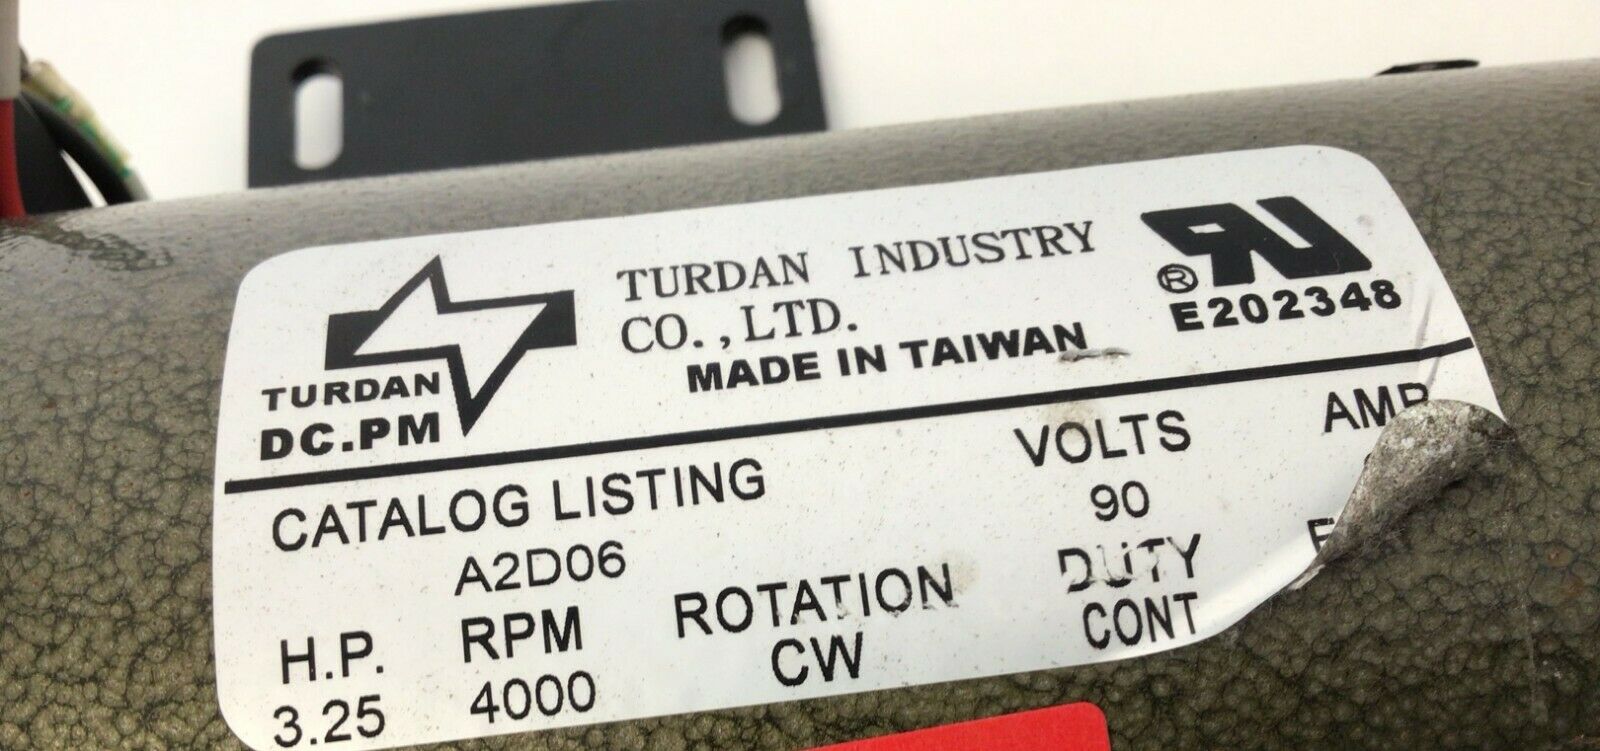 TURDAN INDUSTRY
CO.,LTD.
MADE IN TAIWAN
®
E202348
TURDAN
DC.PM
CATALOG LISTING
A2D06
VOLTS
90
H.P.
3.25
RPM
4000
ROTATION
CW
DUTY
CONT